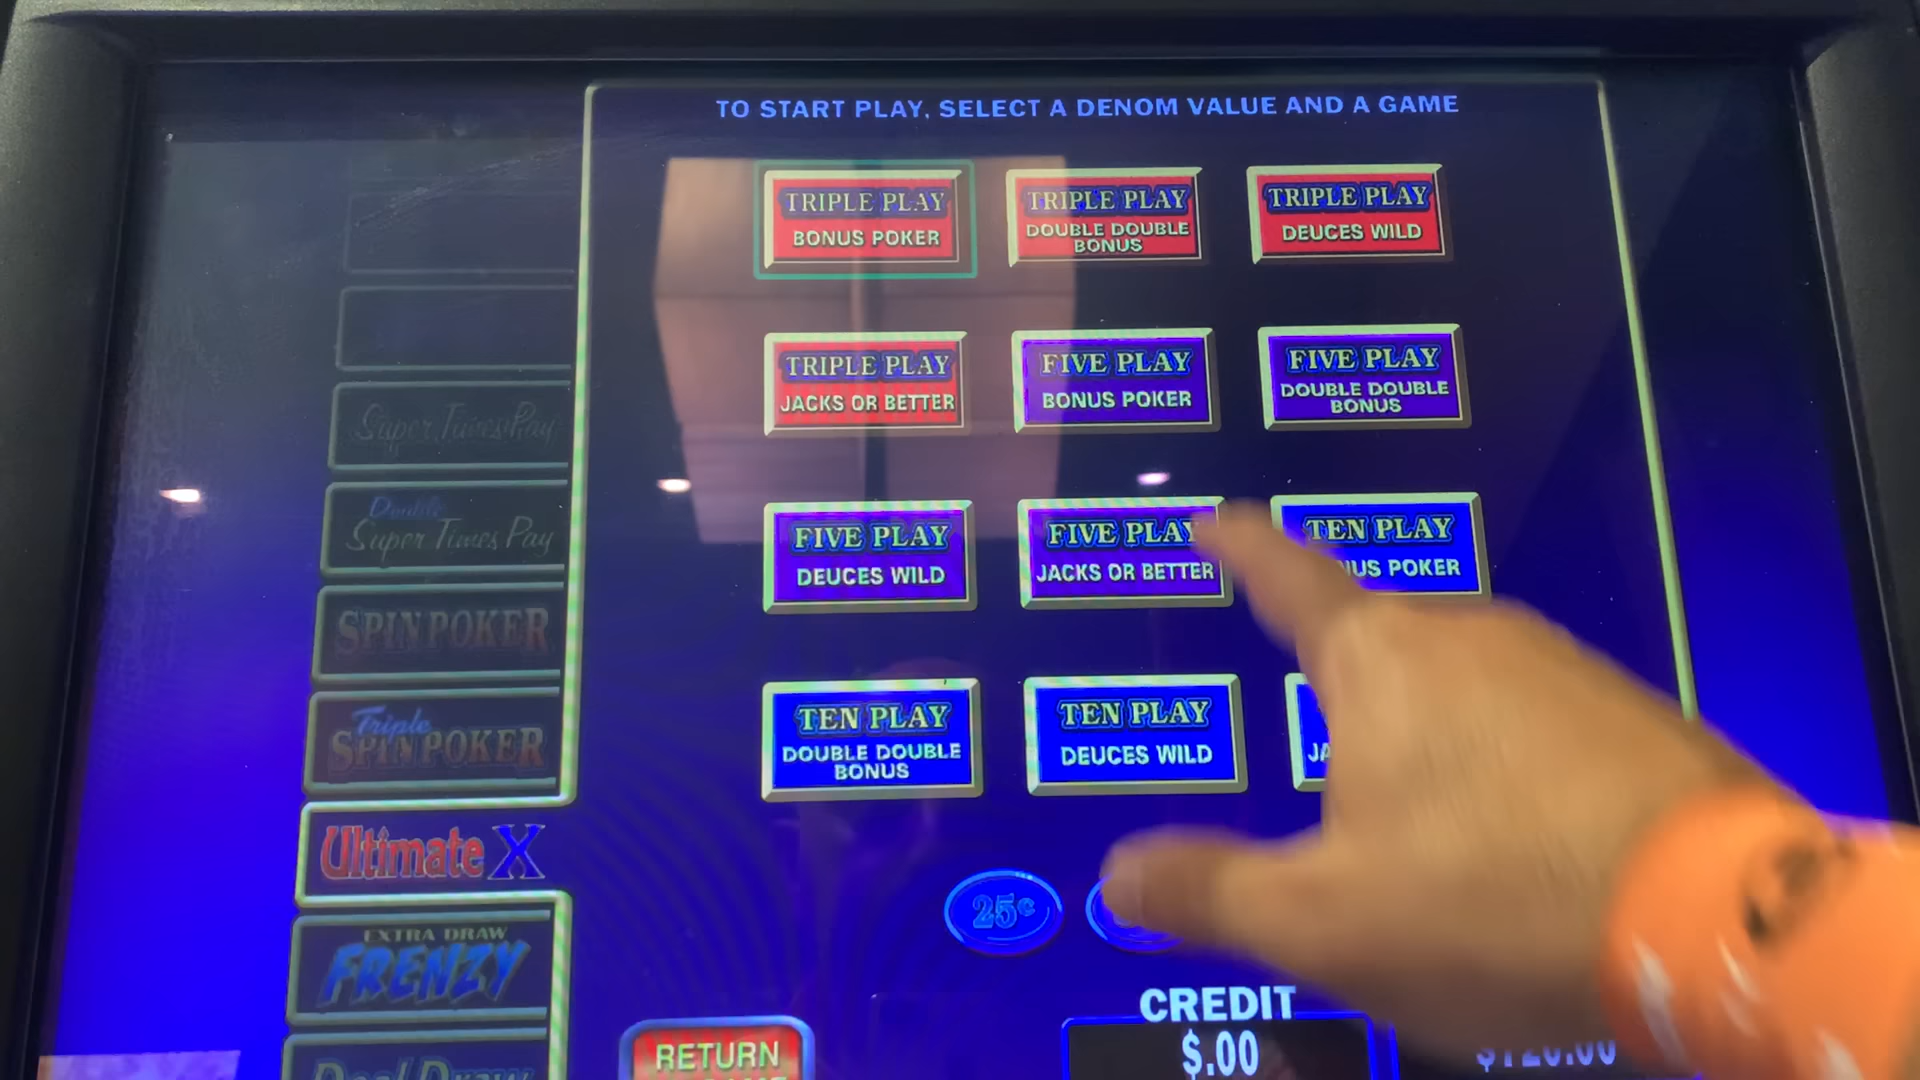 TO START PLAY, SELECT A DENOM VALUE AND A GAME
TRIPLE PLAY
BONUS POKER
TRIPLE PLAY
DOUBLE DOUBLE
BONUS
TRIPLE PLAY
DEUCES WILD
TRIPLE PLAY
JACKS OR BETTER
FIVE PLAY
BONUS POKER
FIVE PLAY
DOUBLE DOUBLE
BONUS
FIVE PLAY
DEUCES WILD
FIVE PLAY
JACKS OR BETTER
TEN PLAY
NUS POKER
TEN PLAY
DOUBLE DOUBLE
BONUS
TEN PLAY
DEUCES WILD
JA
Super Times Pay
Double
Super Times Pay
SPIN POKER
Triple
SPIN POKER
Ultimate X
EXTRA DRAW
FRENZY
25¢
CREDIT
$.00
RETURN